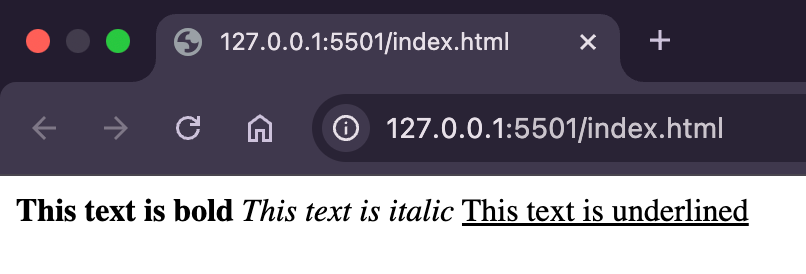 127.0.0.1:5501/index.html
127.0.0.1:5501/index.html
This text is bold This text is italic This text is underlined